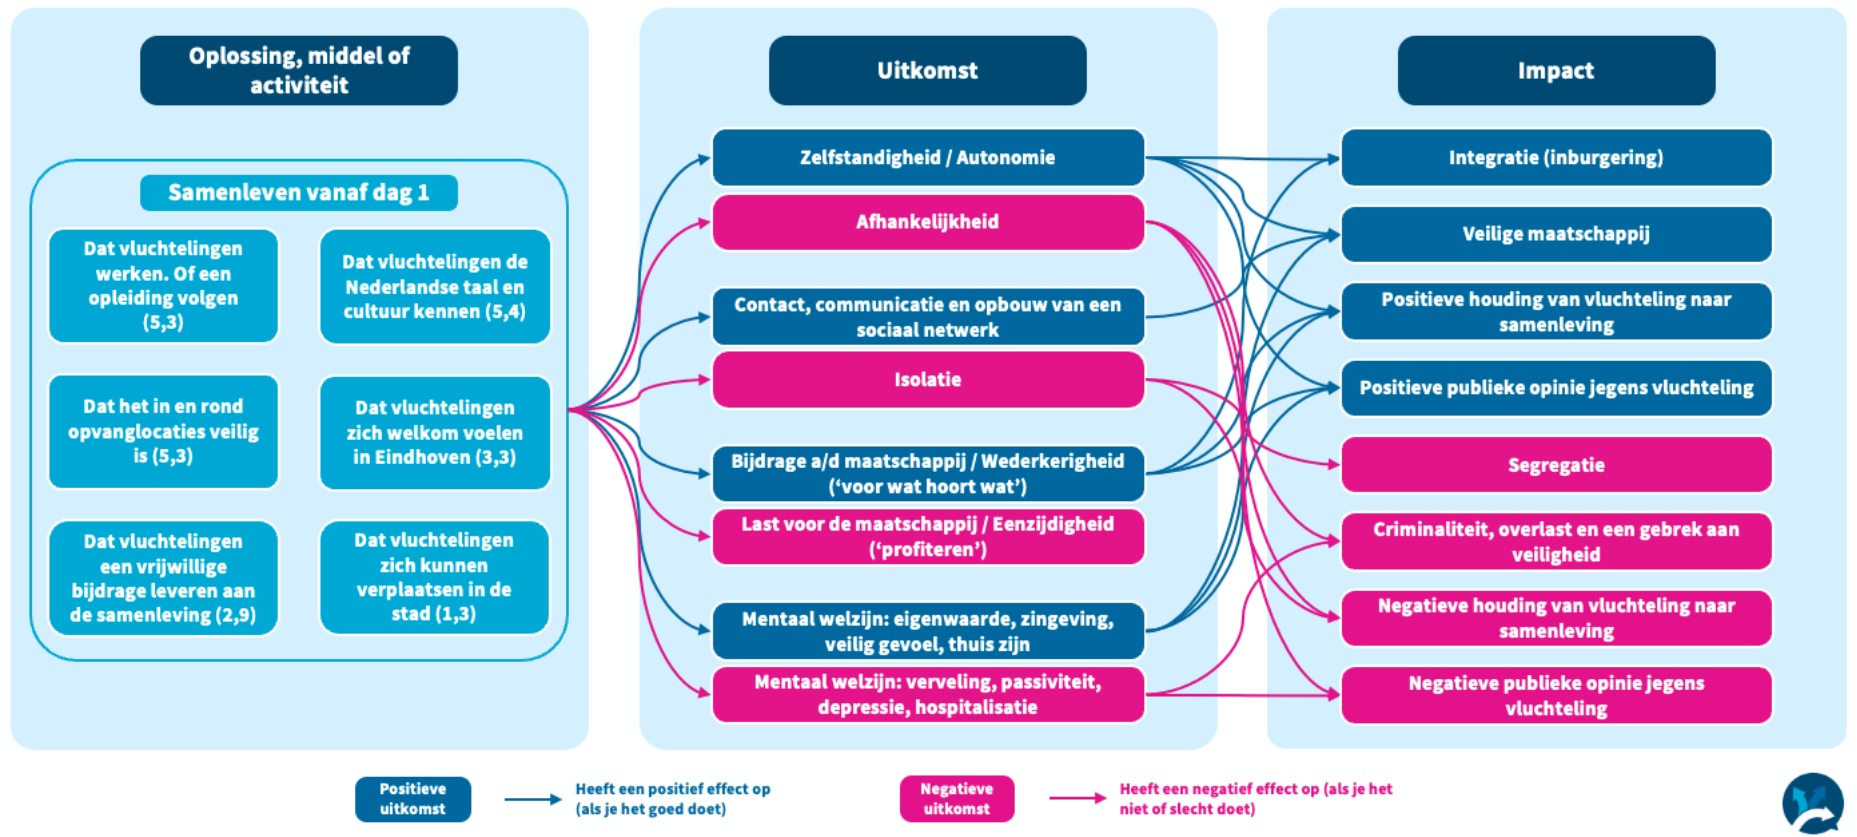 Oplossing, middel of
activiteit
Samenleven vanaf dag 1
Dat vluchtelingen
werken. Of een
opleiding volgen
(5,3)
Dat vluchtelingen de
Nederlandse taal en
cultuur kennen (5,4)
Dat het in en rond
opvanglocaties veilig
is (5,3)
Dat vluchtelingen
zich welkom voelen
in Eindhoven (3,3)
Dat vluchtelingen
een vrijwillige
bijdrage leveren aan
de samenleving (2,9)
Dat vluchtelingen
zich kunnen
verplaatsen in de
stad (1,3)
Uitkomst
Zelfstandigheid / Autonomie
Afhankelijkheid
Contact, communicatie en opbouw van een
sociaal netwerk
Isolatie
Bijdrage a/d maatschappij / Wederkerigheid
(‘voor wat hoort wat’)
Last voor de maatschappij / Eenzijdigheid
(‘profiteren’)
Mentaal welzijn: eigenwaarde, zingeving,
veilig gevoel, thuis zijn
Mentaal welzijn: verveling, passiviteit,
depressie, hospitalisatie
Impact
Integratie (inburgering)
Veilige maatschappij
Positieve houding van vluchteling naar
samenleving
Positieve publieke opinie jegens vluchteling
Segregatie
Criminaliteit, overlast en een gebrek aan
veiligheid
Negatieve houding van vluchteling naar
samenleving
Negatieve publieke opinie jegens
vluchteling
Positieve
uitkomst
Heeft een positief effect op
(als je het goed doet)
Negatieve
uitkomst
Heeft een negatief effect op (als je het
niet of slecht doet)